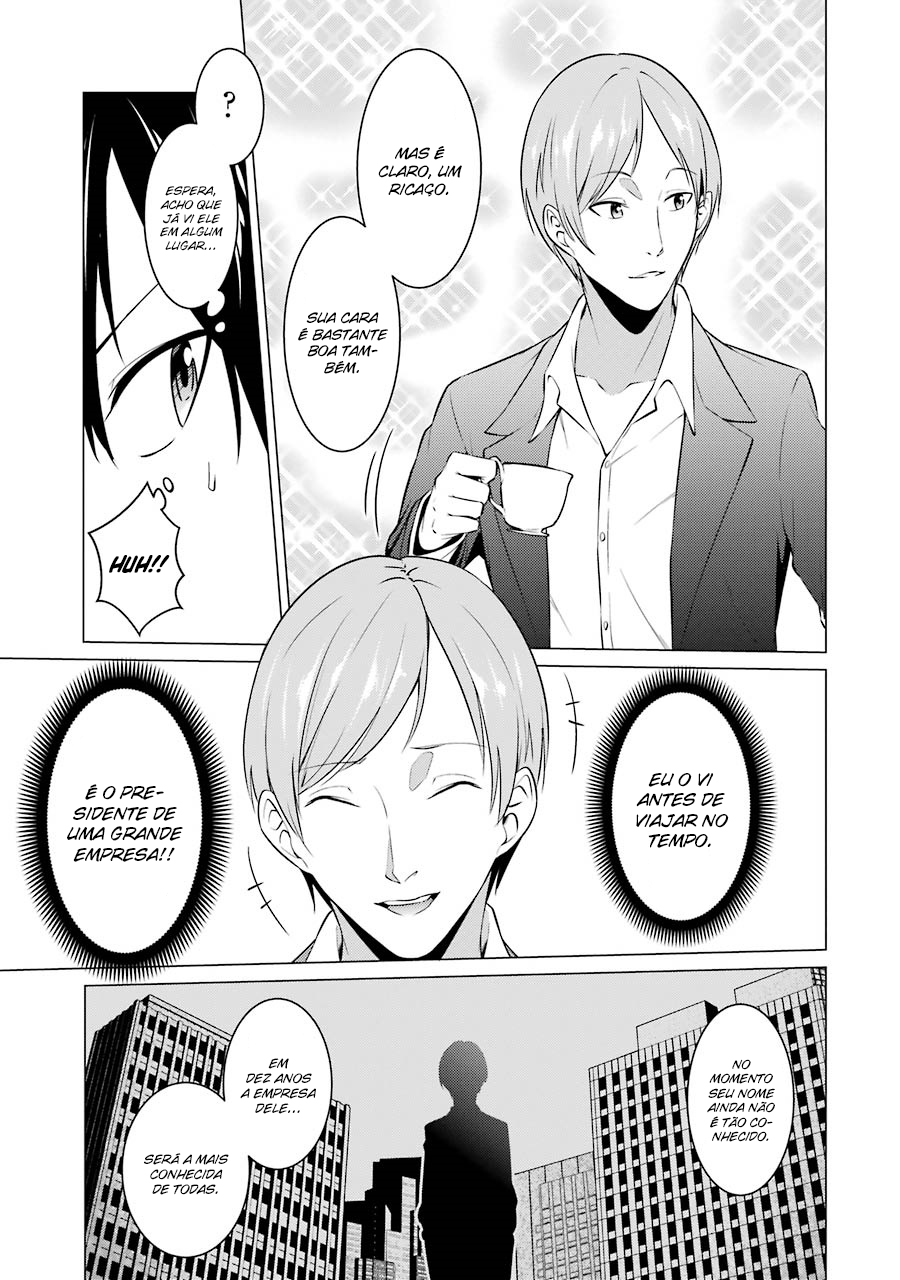 MAS É
CLARO, UM
RICAÇO.
SUA CARA
É BASTANTE
BOA TAM-
BÉM.
?
ESPERA,
ACHO QUE
JÁ VI ELE
EM ALGUM
LUGAR...
HUH!!
EU O VI
ANTES DE
VIAJAR NO
TEMPO.
É O PRE-
SIDENTE DE
UMA GRANDE
EMPRESA!!
NO
MOMENTO
SEU NOME
AINDA NÃO
É TÃO CO-
NHECIDO.
EM
DEZ ANOS
A EMPRESA
DELE...
SERÁ A MAIS
CONHECIDA
DE TODAS.